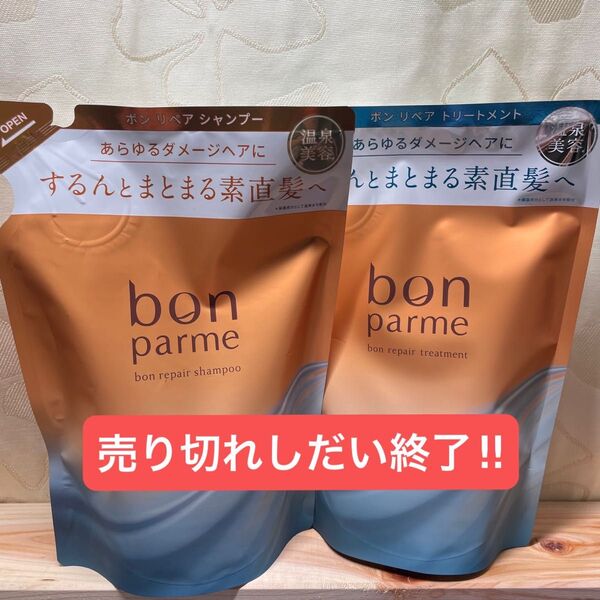 OPEN
ボン リペア シャンプー
あらゆるダメージヘアに
するんとまとまる素直髪へ
温泉
美容
bon
parme
bon repair shampoo
ボン リペア トリートメント
あらゆるダメージヘアに
んとまとまる素直髪へ
温泉
美容
bon
parme
bon repair treatment
売り切れしだい終了!!